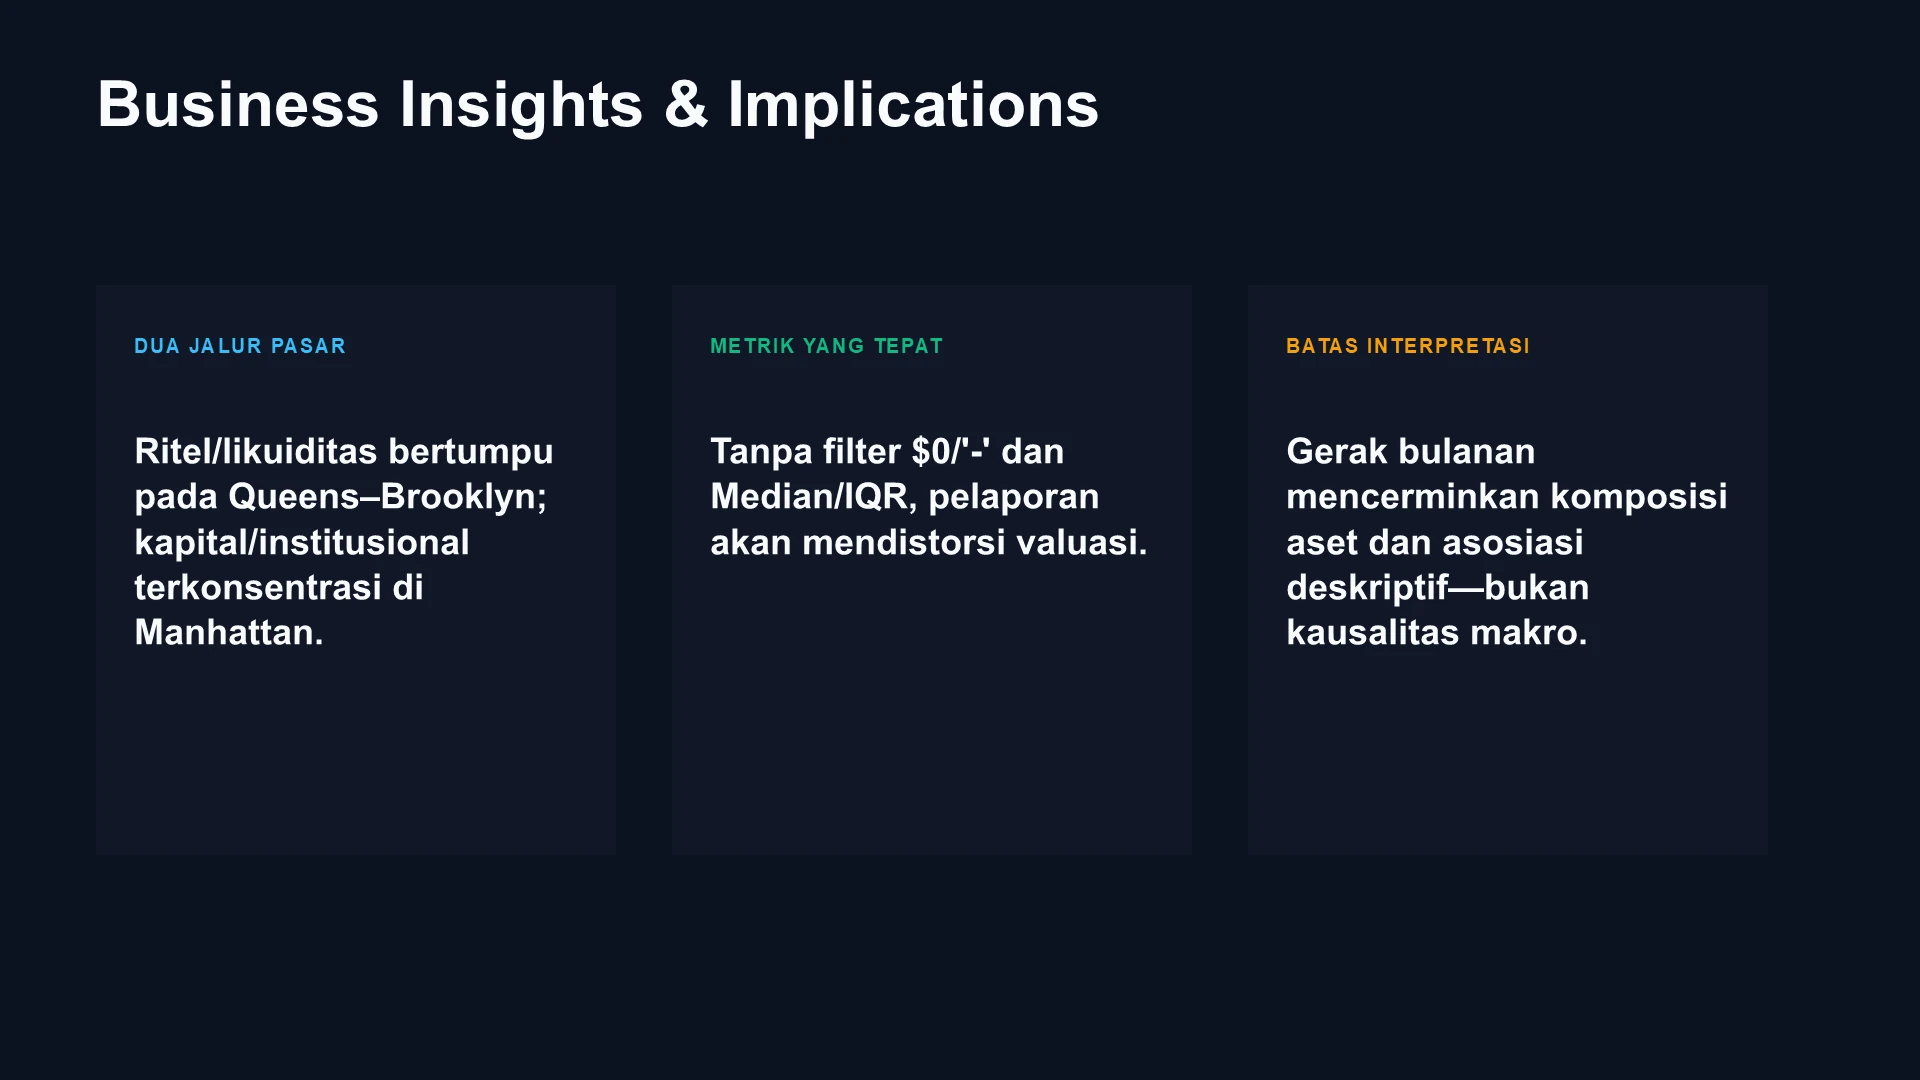 Business Insights & Implications
DUA JALUR PASAR
Ritel/likuiditas bertumpu
pada Queens–Brooklyn;
kapital/institusional
terkonsentrasi di
Manhattan.
METRIK YANG TEPAT
Tanpa filter $0/'-' dan
Median/IQR, pelaporan
akan mendistorsi valuasi.
BATAS INTERPRETASI
Gerak bulanan
mencerminkan komposisi
aset dan asosiasi
deskriptif—bukan
kausalitas makro.